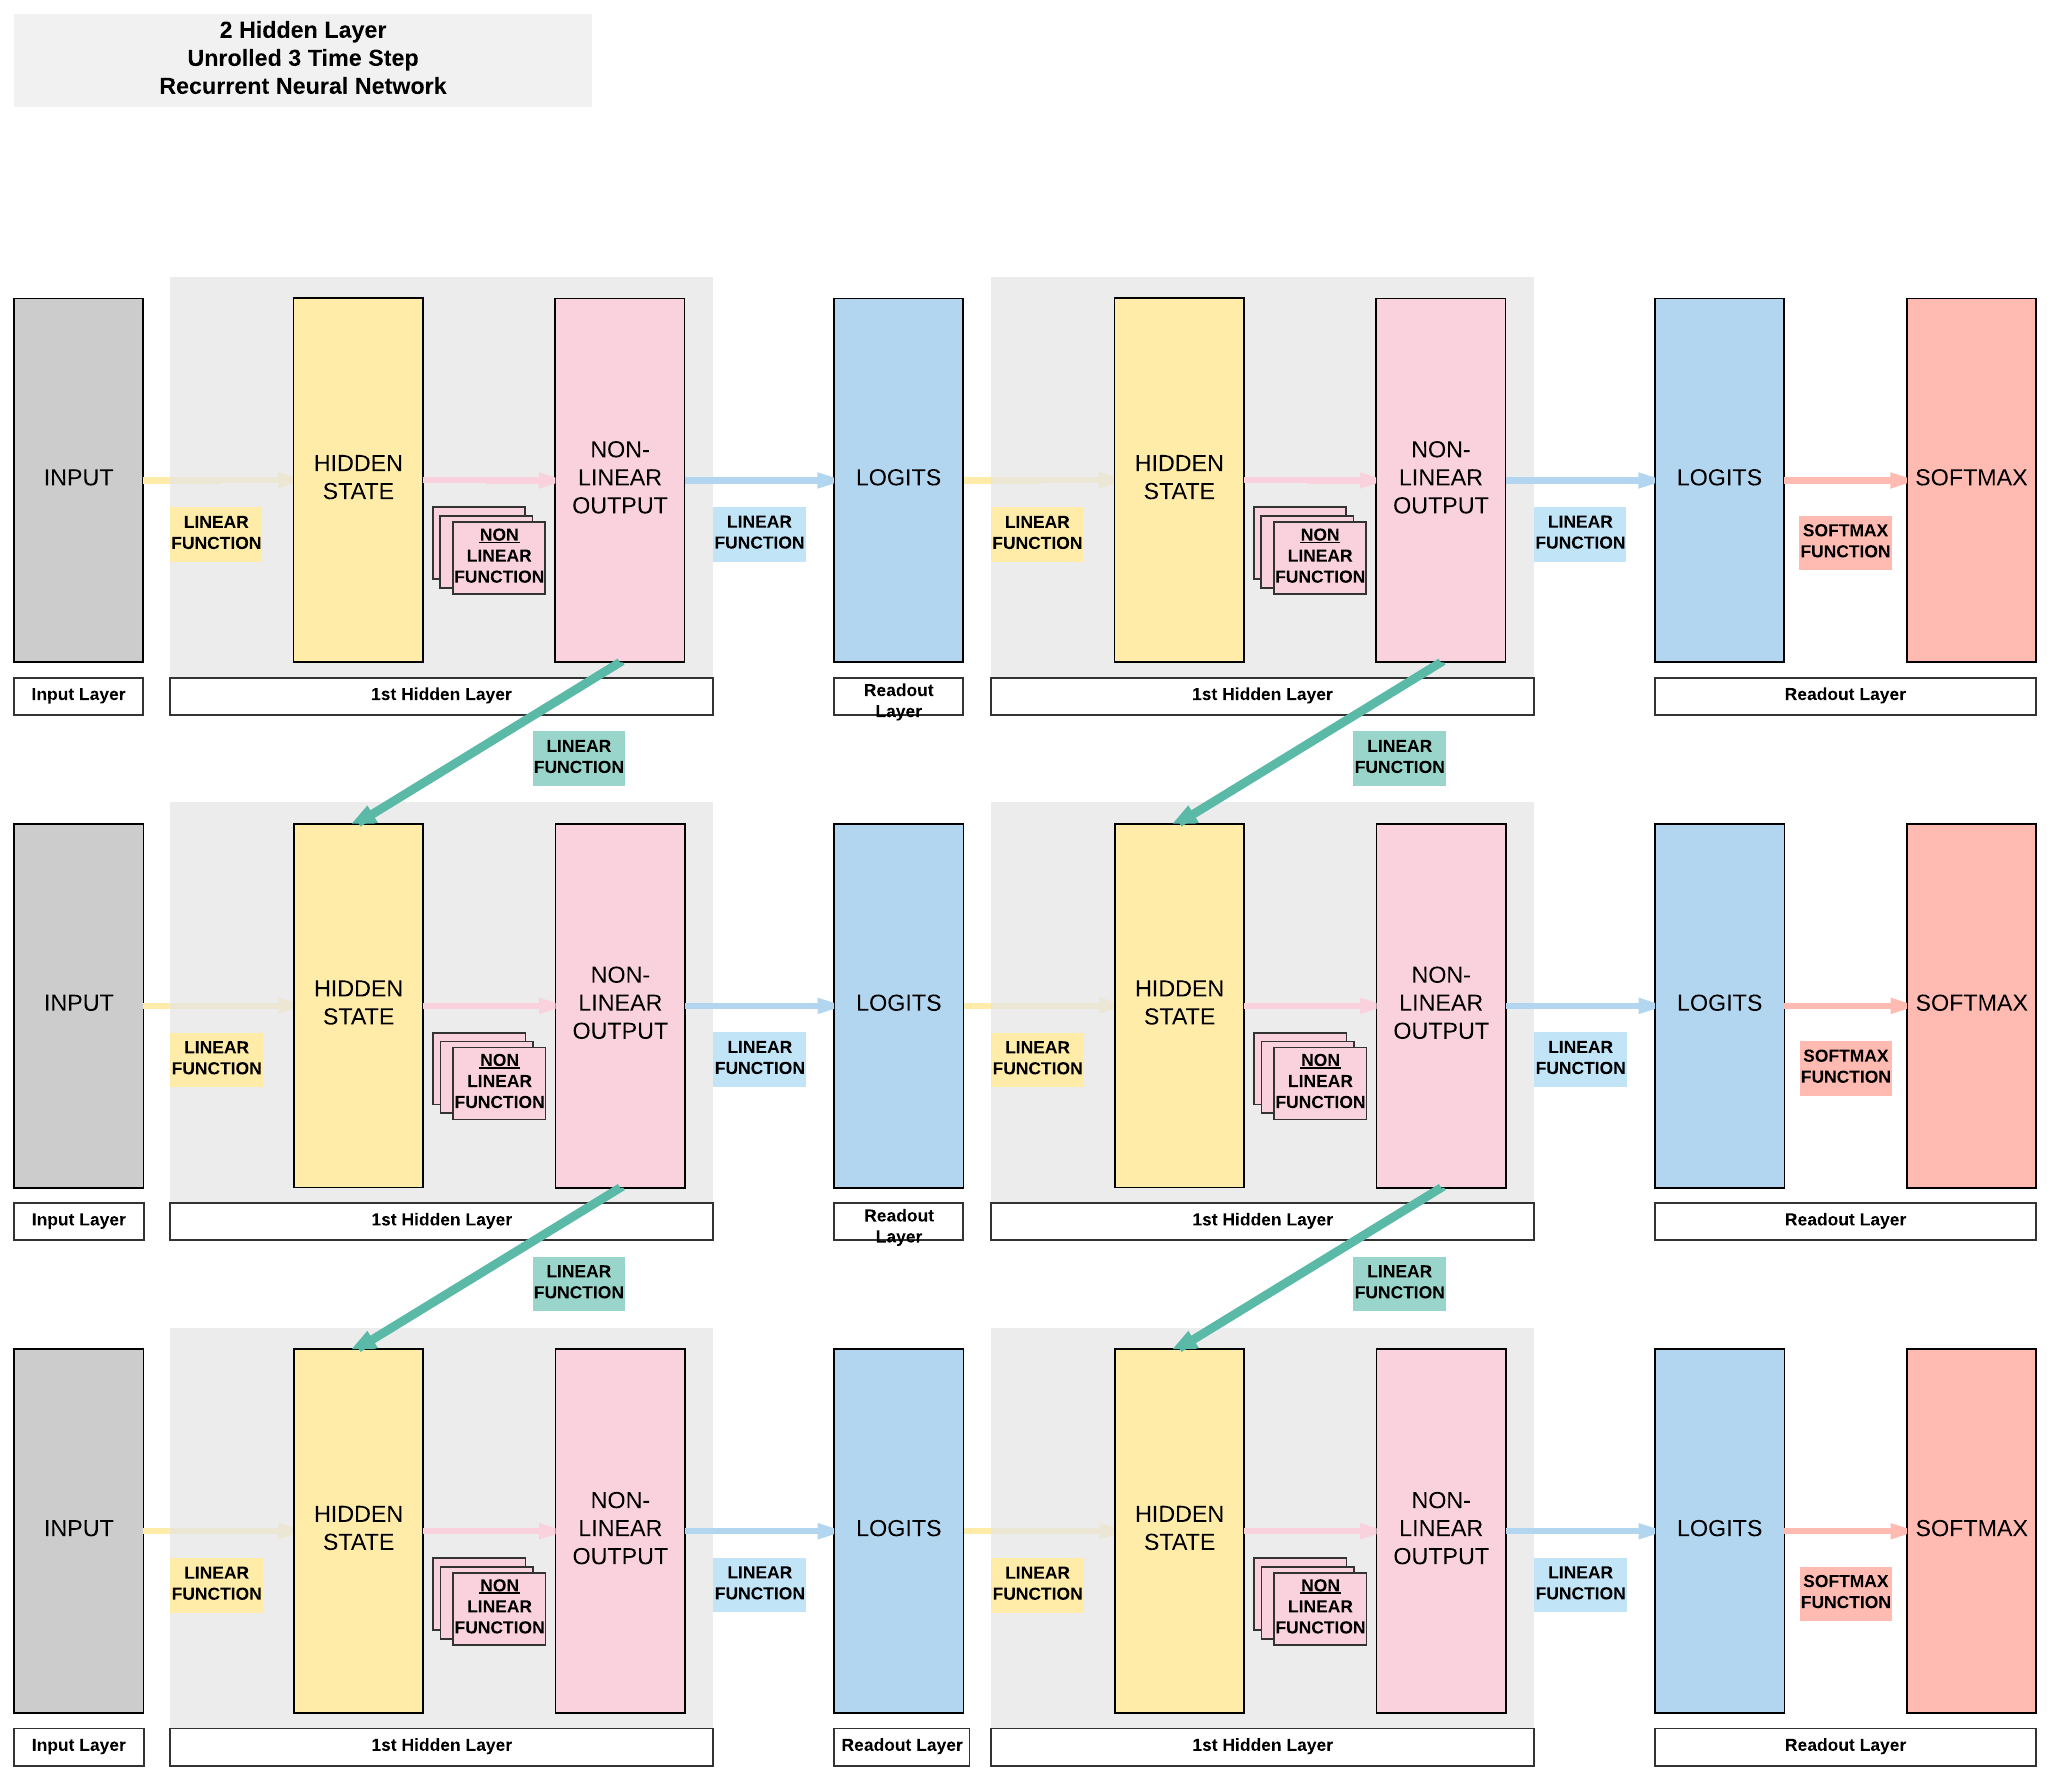 2 Hidden Layer
Unrolled 3 Time Step
Recurrent Neural Network
INPUT
LINEAR
FUNCTION
HIDDEN
STATE
NON
LINEAR
FUNCTION
NON-
LINEAR
OUTPUT
LINEAR
FUNCTION
LOGITS
LINEAR
FUNCTION
HIDDEN
STATE
NON
LINEAR
FUNCTION
NON-
LINEAR
OUTPUT
LINEAR
FUNCTION
LOGITS
SOFTMAX
FUNCTION
SOFTMAX
Input Layer
1st Hidden Layer
Readout
Layer
1st Hidden Layer
Readout Layer
LINEAR
FUNCTION
LINEAR
FUNCTION
INPUT
LINEAR
FUNCTION
HIDDEN
STATE
NON
LINEAR
FUNCTION
NON-
LINEAR
OUTPUT
LINEAR
FUNCTION
LOGITS
LINEAR
FUNCTION
HIDDEN
STATE
NON
LINEAR
FUNCTION
NON-
LINEAR
OUTPUT
LINEAR
FUNCTION
LOGITS
SOFTMAX
FUNCTION
SOFTMAX
Input Layer
1st Hidden Layer
Readout
Layer
1st Hidden Layer
Readout Layer
LINEAR
FUNCTION
LINEAR
FUNCTION
INPUT
LINEAR
FUNCTION
HIDDEN
STATE
NON
LINEAR
FUNCTION
NON-
LINEAR
OUTPUT
LINEAR
FUNCTION
LOGITS
LINEAR
FUNCTION
HIDDEN
STATE
NON
LINEAR
FUNCTION
NON-
LINEAR
OUTPUT
LINEAR
FUNCTION
LOGITS
SOFTMAX
FUNCTION
SOFTMAX
Input Layer
1st Hidden Layer
Readout Layer
1st Hidden Layer
Readout Layer